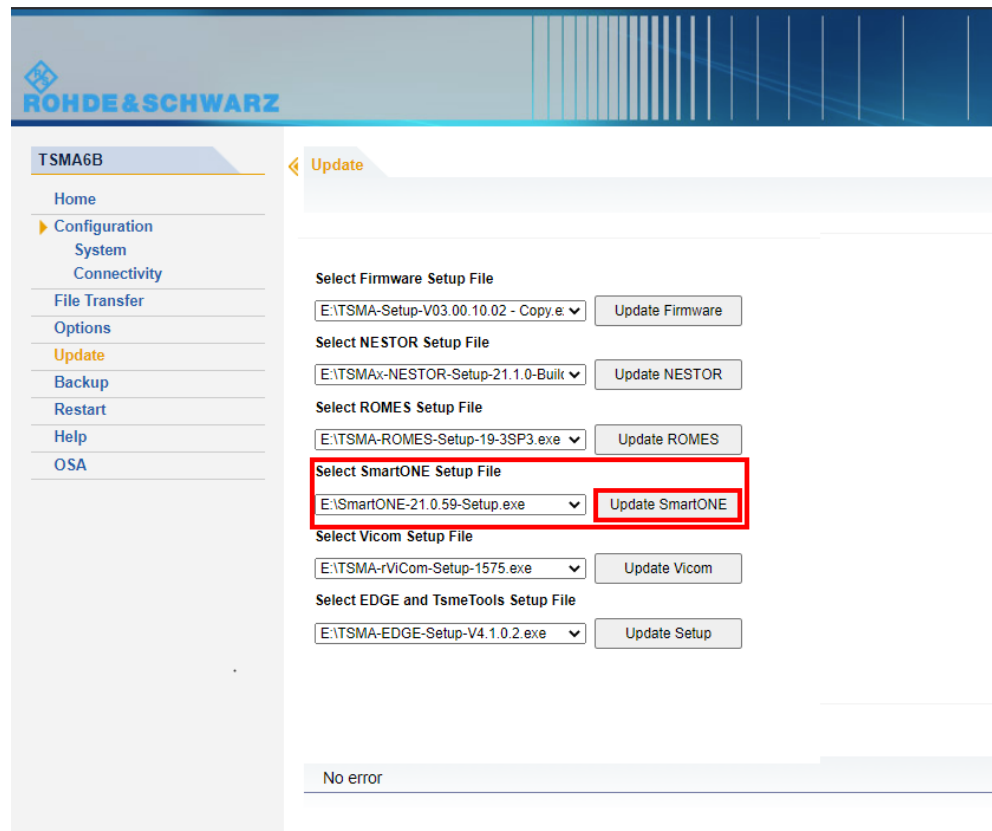 ROHDE&SCHWARZ
TSMA6B
Update
Home
Configuration
System
Connectivity
File Transfer
Options
Update
Backup
Restart
Help
OSA
Select Firmware Setup File
E:\TSMA-Setup-V03.00.10.02 - Copy.e
Update Firmware
Select NESTOR Setup File
E:\TSMAx-NESTOR-Setup-21.1.0-Builc
Update NESTOR
Select ROMES Setup File
E:\TSMA-ROMES-Setup-19-3SP3.exe
Update ROMES
Select SmartONE Setup File
E:\SmartONE-21.0.59-Setup.exe
Update SmartONE
Select Vicom Setup File
E:\TSMA-rViCom-Setup-1575.exe
Update Vicom
Select EDGE and TsmeTools Setup File
E:\TSMA-EDGE-Setup-V4.1.0.2.exe
Update Setup
No error